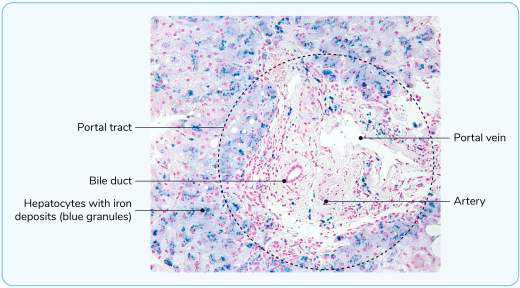 Portal tract
Portal vein
Bile duct
Hepatocytes with iron
deposits (blue granules)
Artery